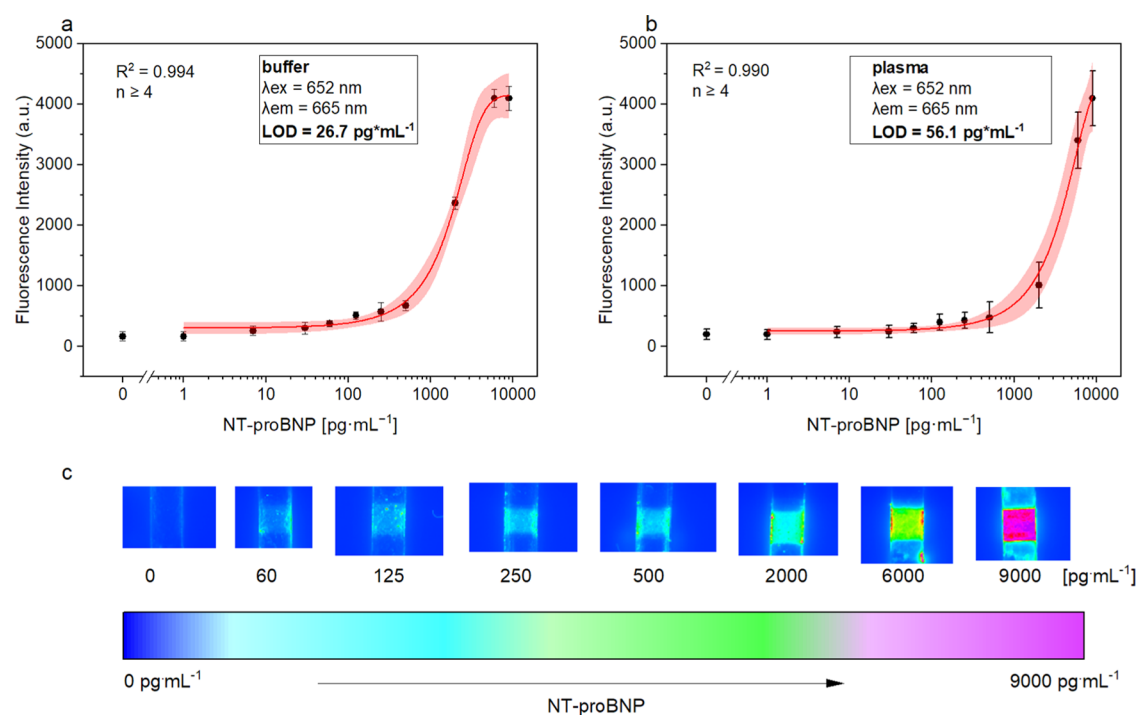 a
5000
4000
3000
2000
1000
0
Fluorescence Intensity (a.u.)
R² = 0.994
n ≥ 4
buffer
λex = 652 nm
λem = 665 nm
LOD = 26.7 pg*mL⁻¹
0 1 10 100 1000 10000
NT-proBNP [pg·mL⁻¹]
b
5000
4000
3000
2000
1000
0
Fluorescence Intensity (a.u.)
R² = 0.990
n ≥ 4
plasma
λex = 652 nm
λem = 665 nm
LOD = 56.1 pg*mL⁻¹
0 1 10 100 1000 10000
NT-proBNP [pg·mL⁻¹]
c
0 60 125 250 500 2000 6000 9000 [pg·mL⁻¹]
0 pg·mL⁻¹ 9000 pg·mL⁻¹
NT-proBNP